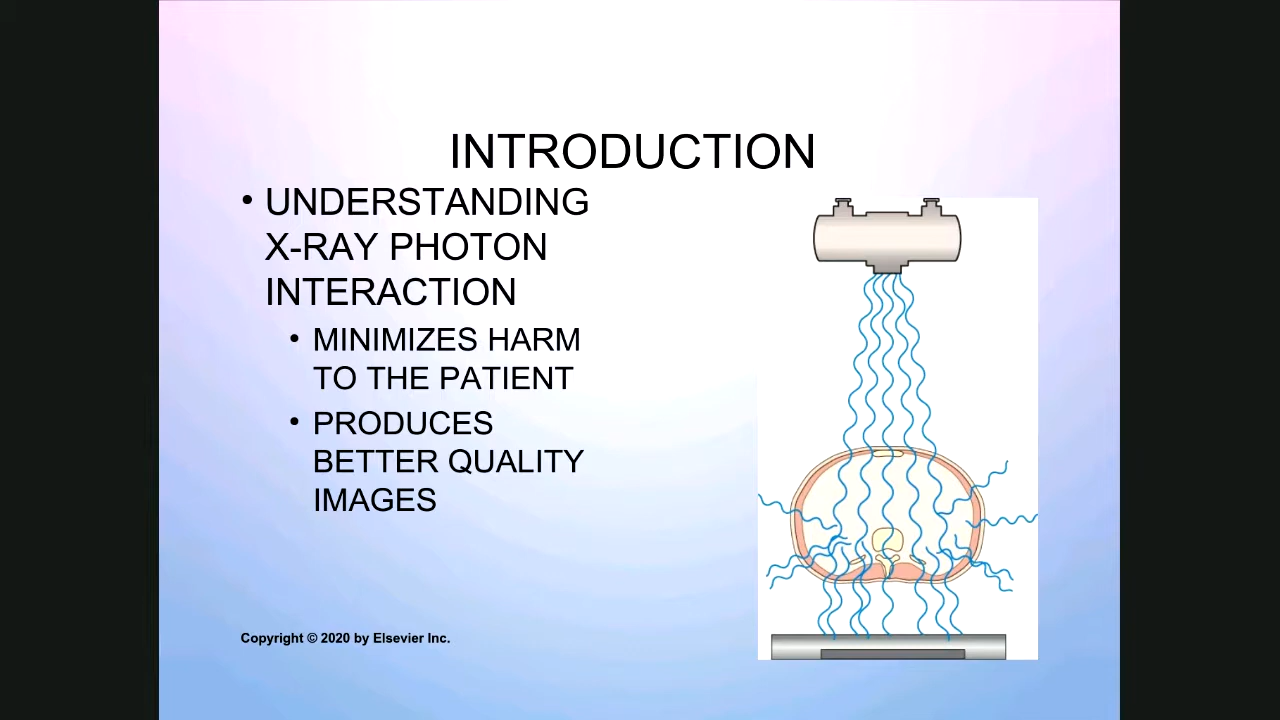 INTRODUCTION
• UNDERSTANDING
X-RAY PHOTON
INTERACTION
• MINIMIZES HARM
TO THE PATIENT
• PRODUCES
BETTER QUALITY
IMAGES
Copyright © 2020 by Elsevier Inc.